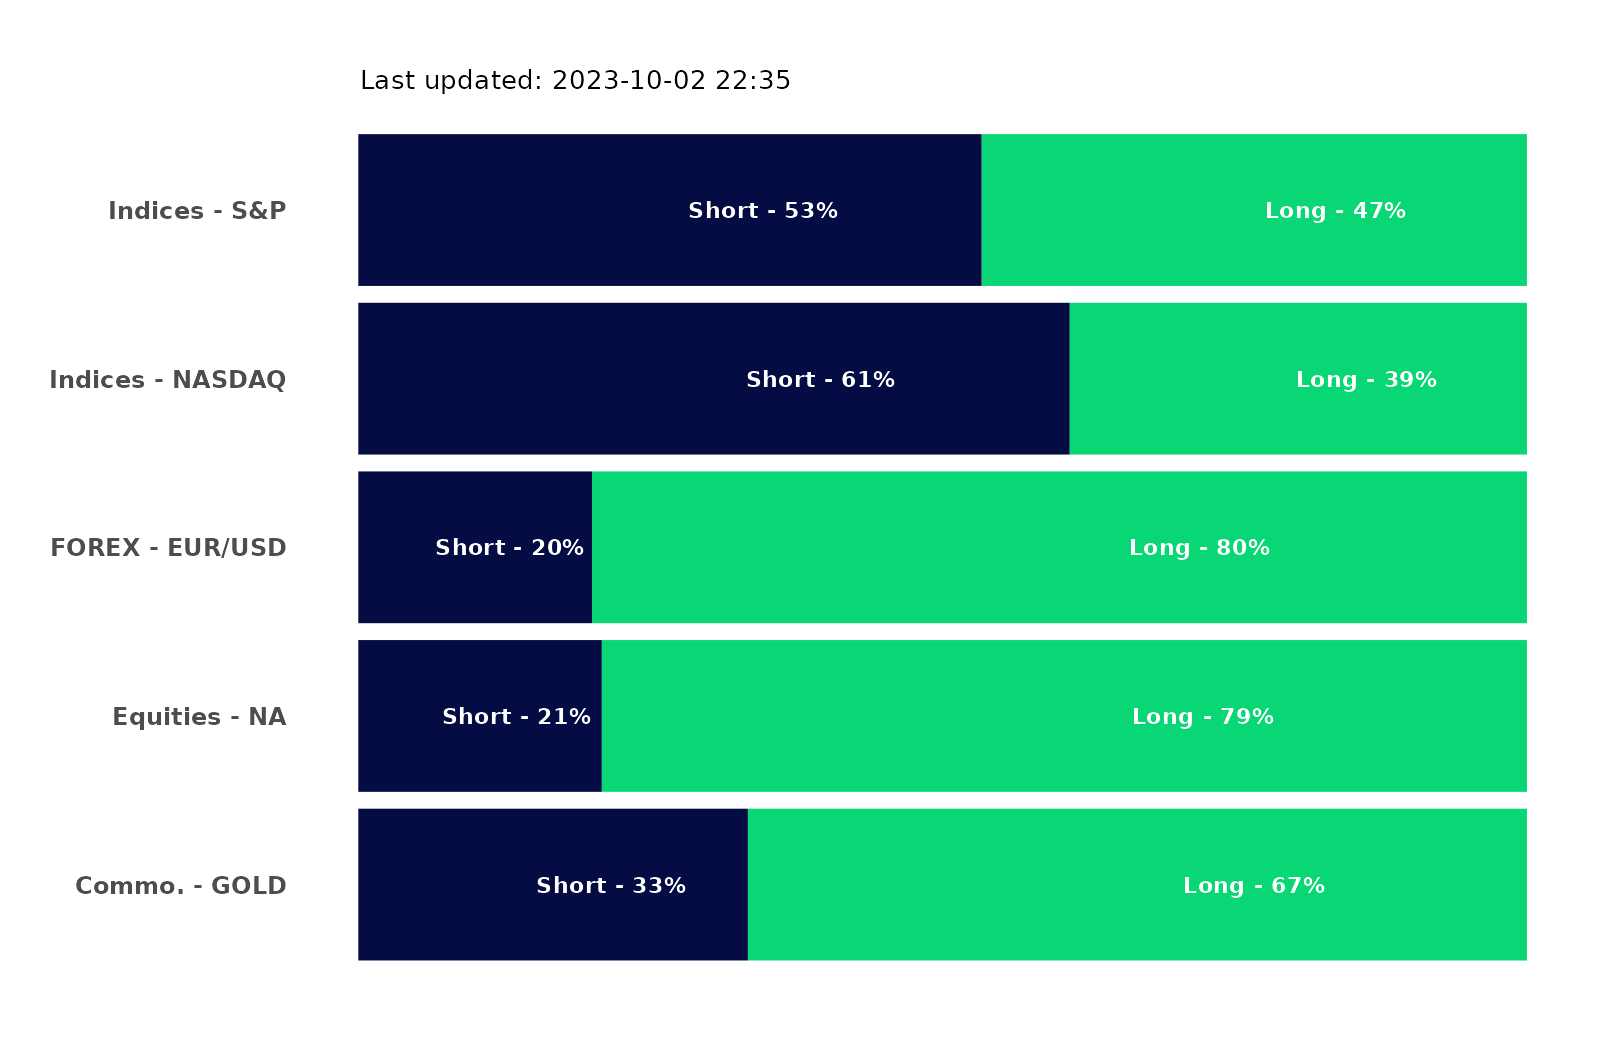 Last updated: 2023-10-02 22:35
Indices - S&P Short - 53% Long - 47%
Indices - NASDAQ Short - 61% Long - 39%
FOREX - EUR/USD Short - 20% Long - 80%
Equities - NA Short - 21% Long - 79%
Commo. - GOLD Short - 33% Long - 67%